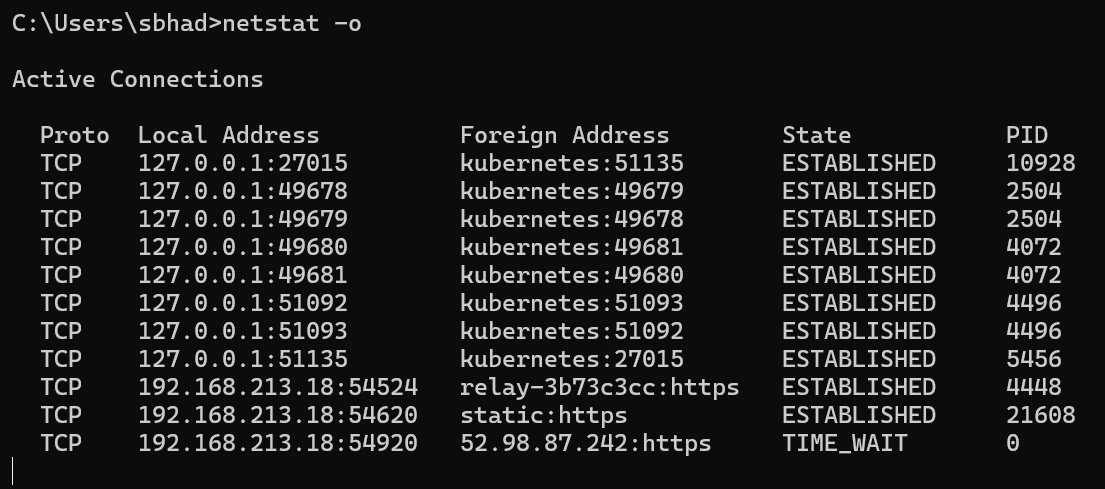 C:\Users\sbhad>netstat -o
Active Connections
Proto  Local Address          Foreign Address        State           PID
TCP    127.0.0.1:27015        kubernetes:51135       ESTABLISHED     10928
TCP    127.0.0.1:49678        kubernetes:49679       ESTABLISHED     2504
TCP    127.0.0.1:49679        kubernetes:49678       ESTABLISHED     2504
TCP    127.0.0.1:49680        kubernetes:49681       ESTABLISHED     4072
TCP    127.0.0.1:49681        kubernetes:49680       ESTABLISHED     4072
TCP    127.0.0.1:51092        kubernetes:51093       ESTABLISHED     4496
TCP    127.0.0.1:51093        kubernetes:51092       ESTABLISHED     4496
TCP    127.0.0.1:51135        kubernetes:27015       ESTABLISHED     5456
TCP    192.168.213.18:54524   relay-3b73c3cc:https   ESTABLISHED     4448
TCP    192.168.213.18:54620   static:https           ESTABLISHED     21608
TCP    192.168.213.18:54920   52.98.87.242:https     TIME_WAIT       0